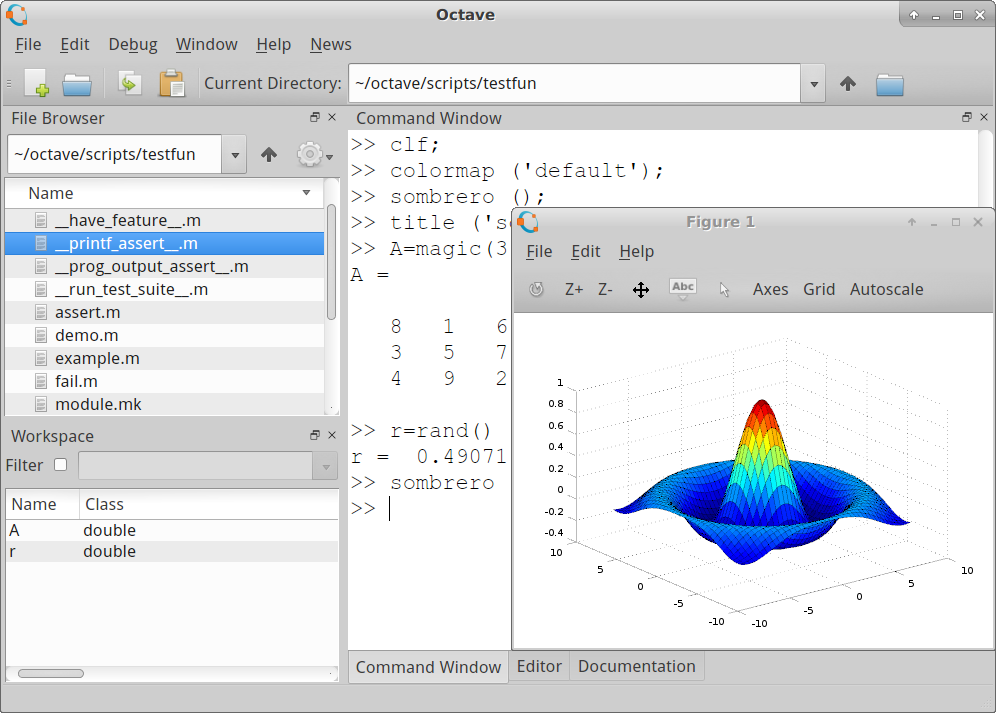 Octave
File Edit Debug Window Help News
Current Directory: ~/octave/scripts/testfun
File Browser
~/octave/scripts/testfun
Name
__have_feature__.m
__printf_assert__.m
__prog_output_assert__.m
__run_test_suite__.m
assert.m
demo.m
example.m
fail.m
module.mk
Workspace
Filter
Name Class
A double
r double
Command Window
>> clf;
>> colormap ('default');
>> sombrero ();
>> title ('s
>> A=magic(3
A =
8 1 6
3 5 7
4 9 2
>> r=rand()
r = 0.49071
>> sombrero
>>
Figure 1
File Edit Help
Z+ Z- Abc Axes Grid Autoscale
1
0.8
0.6
0.4
0.2
0
-0.2
-0.4
10
5
0
-5
-10
-10
-5
0
5
10
Command Window Editor Documentation